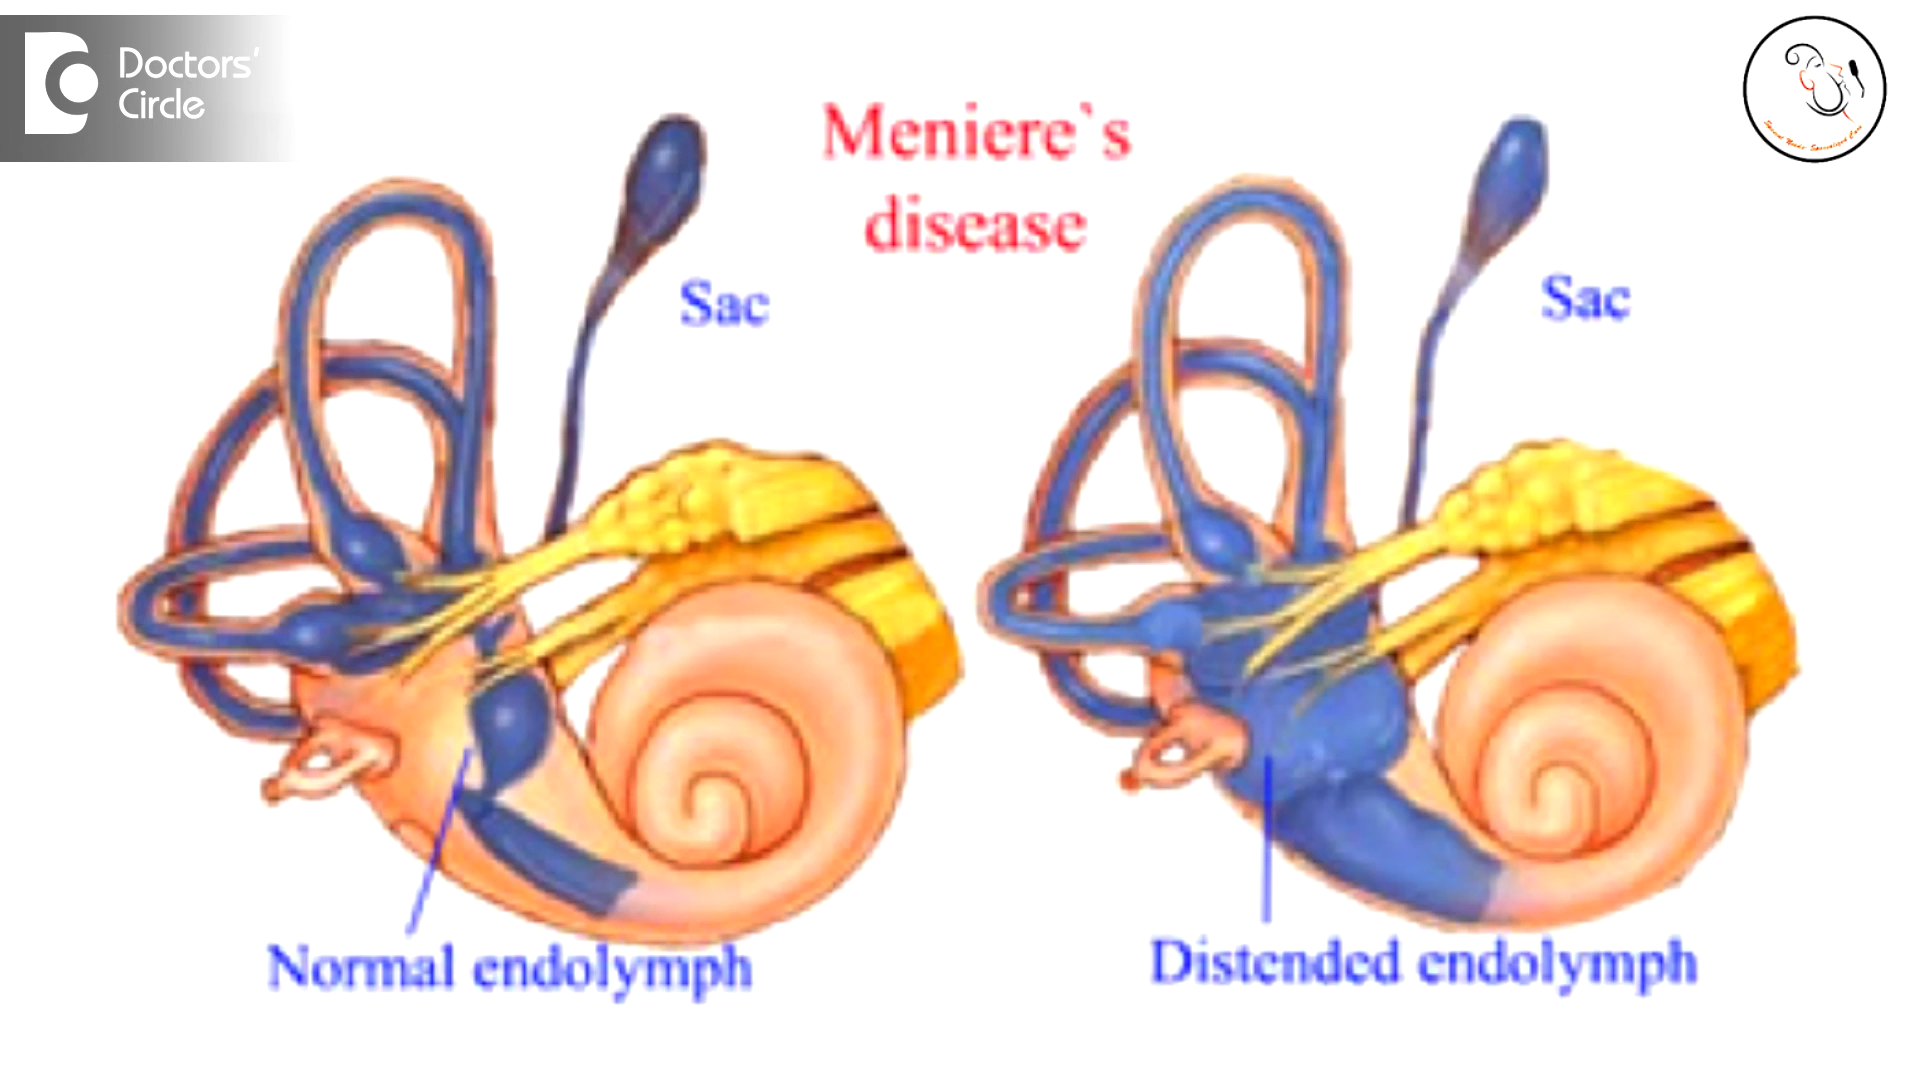 Doctors'
Circle
Meniere`s
disease
Sac
Sac
Normal endolymph
Distended endolymph